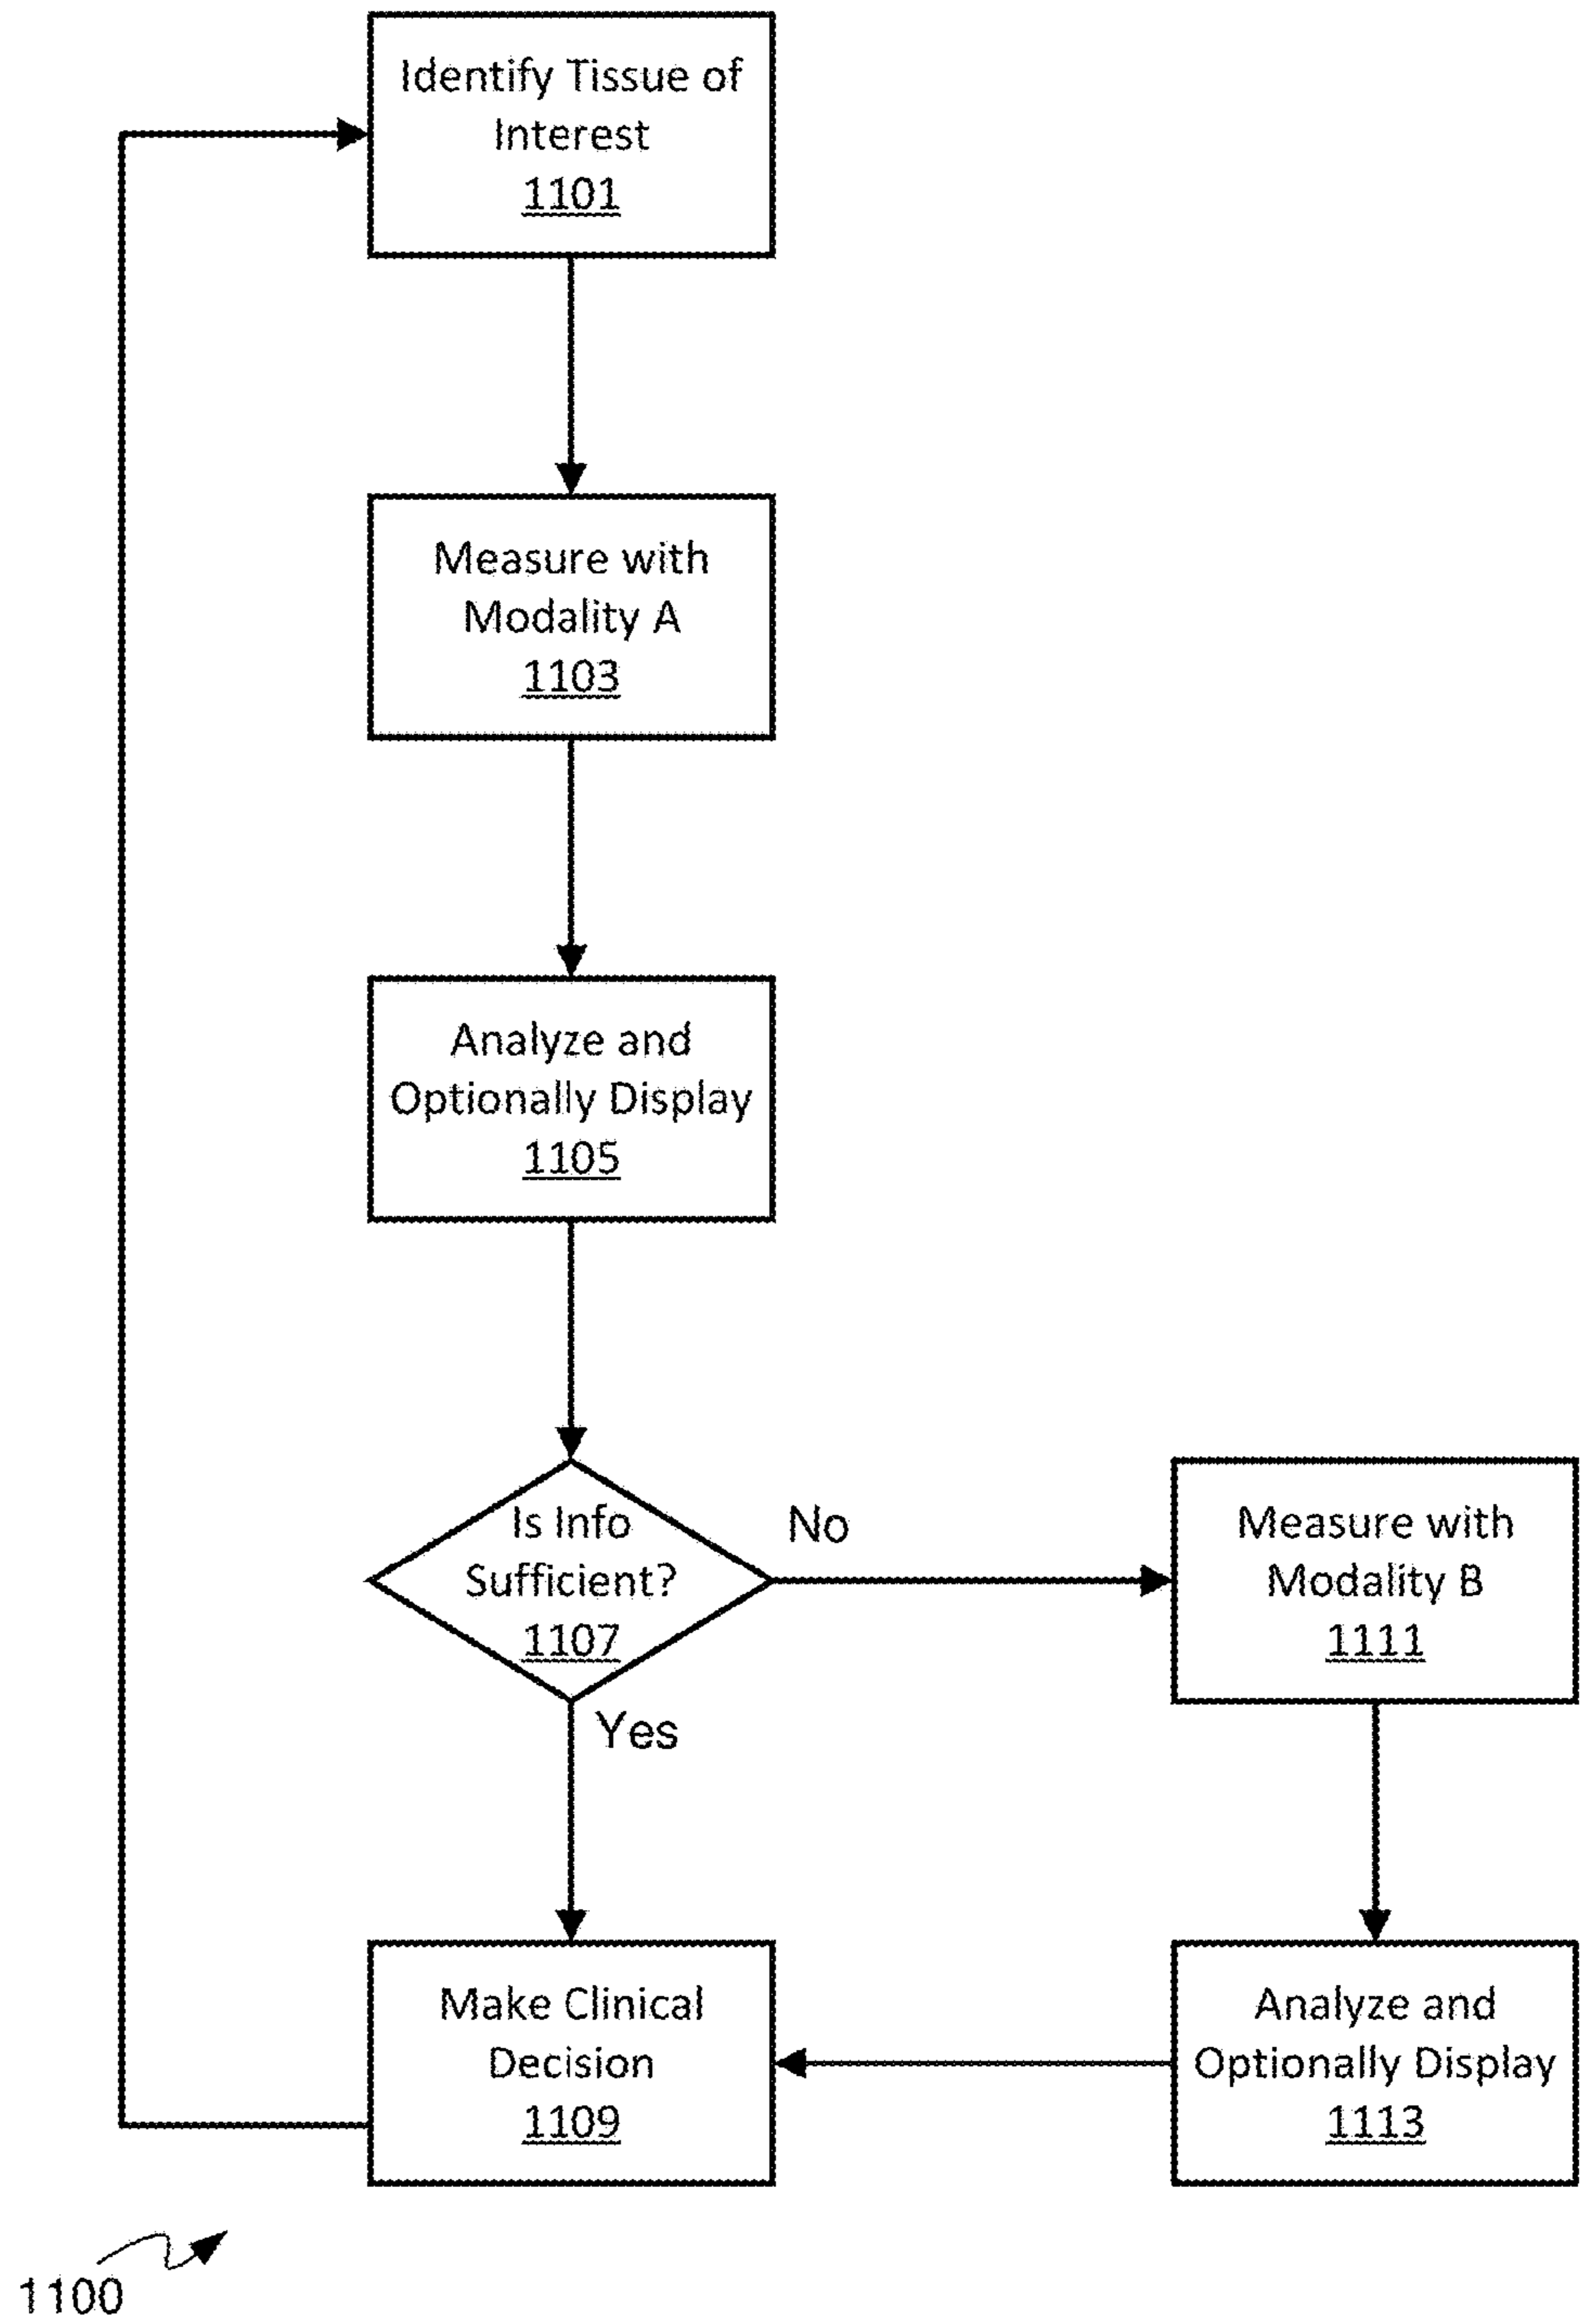 Identify Tissue of
Interest
1101
Measure with
Modality A
1103
Analyze and
Optionally Display
1105
Is Info
Sufficient?
1107
No
Yes
Measure with
Modality B
1111
Make Clinical
Decision
1109
Analyze and
Optionally Display
1113
1100